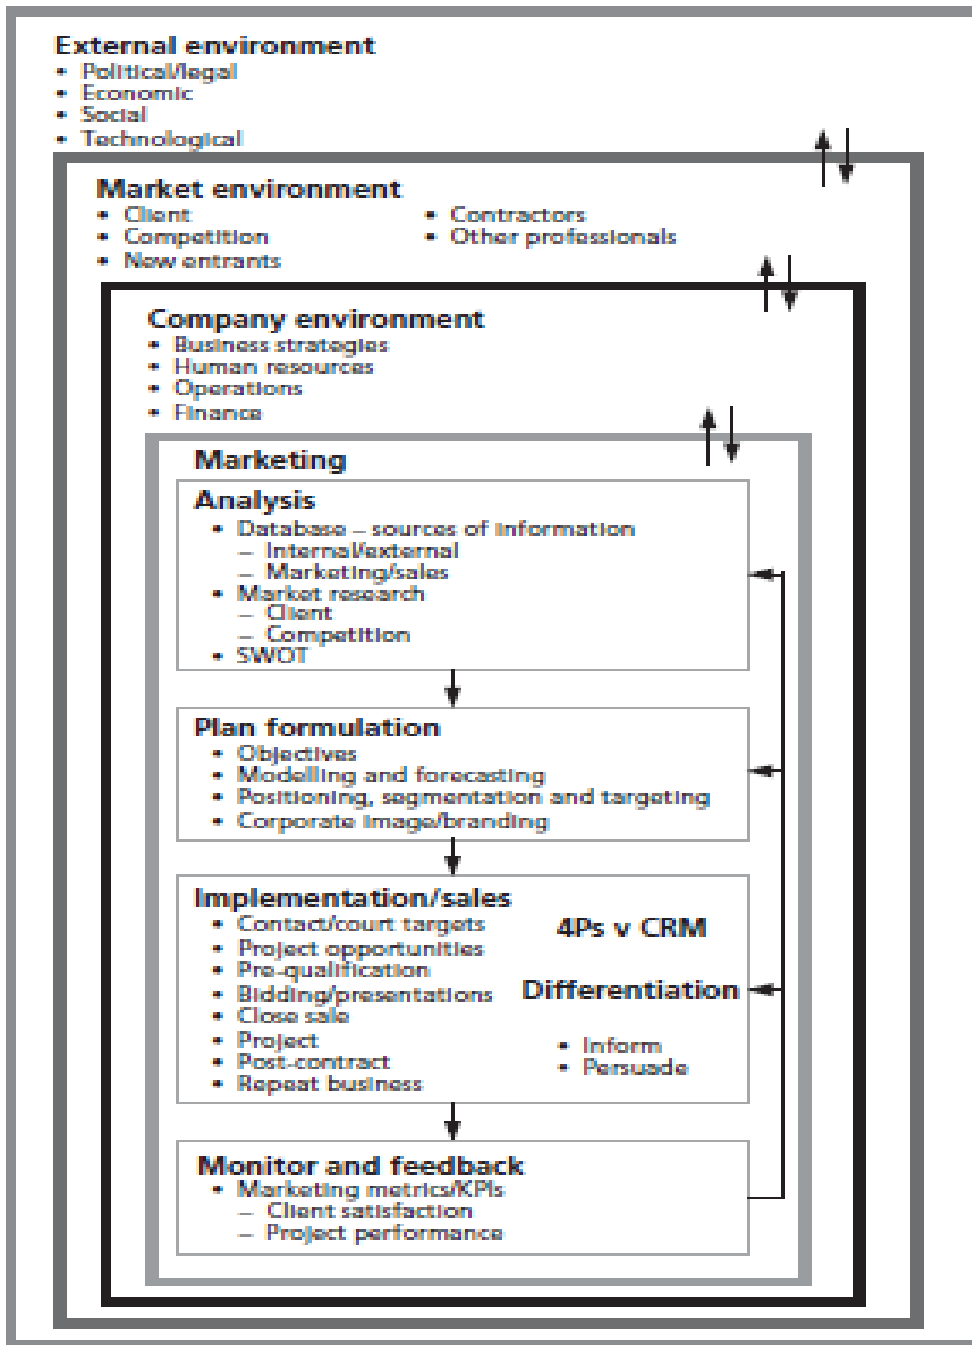 External environment
• Political/legal
• Economic
• Social
• Technological
Market environment
• Client
• Competition
• New entrants
• Contractors
• Other professionals
Company environment
• Business strategies
• Human resources
• Operations
• Finance
Marketing
Analysis
• Database – sources of information
– Internal/external
– Marketing/sales
• Market research
– Client
– Competition
• SWOT
Plan formulation
• Objectives
• Modelling and forecasting
• Positioning, segmentation and targeting
• Corporate image/branding
Implementation/sales
• Contact/court targets
• Project opportunities
• Pre-qualification
• Bidding/presentations
• Close sale
• Project
• Post-contract
• Repeat business
4Ps v CRM
Differentiation
• Inform
• Persuade
Monitor and feedback
• Marketing metrics/KPIs
– Client satisfaction
– Project performance